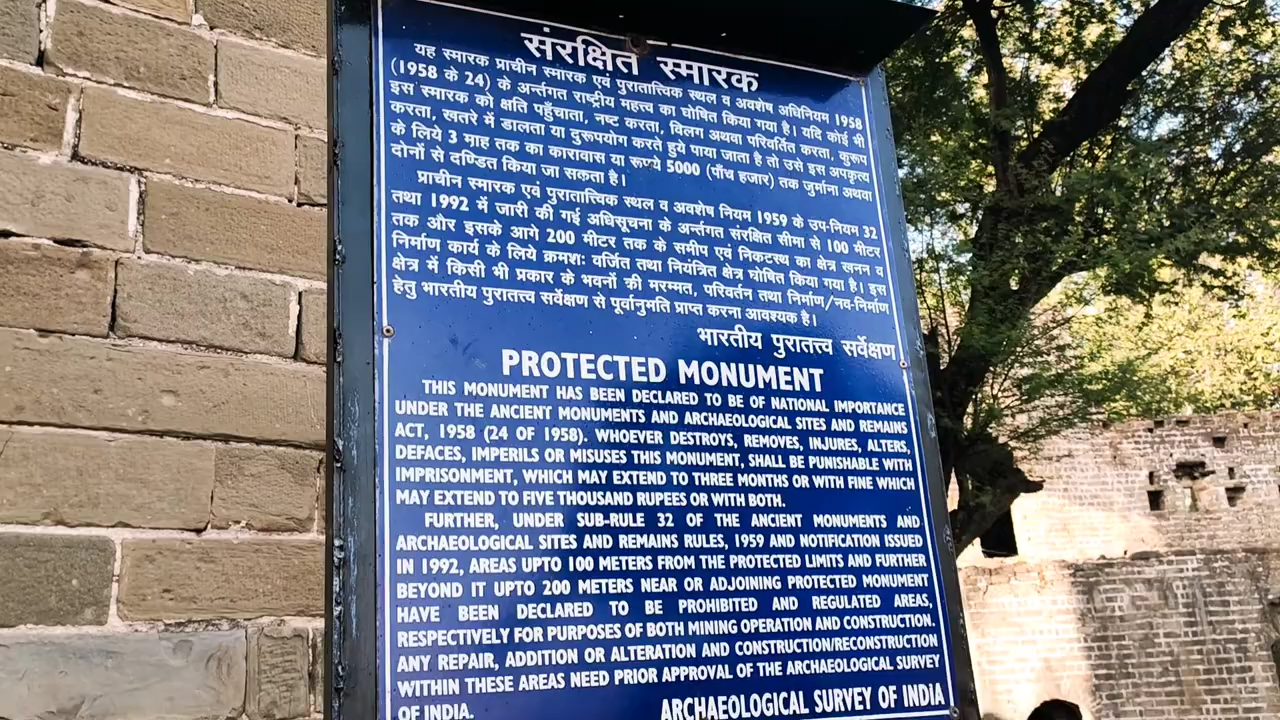 संरक्षित स्मारक
यह स्मारक प्राचीन स्मारक एवं पुरातात्त्विक स्थल व अवशेष अधिनियम 1958
(1958 के 24) के अर्न्तगत राष्ट्रीय महत्त्व का घोषित किया गया है। यदि कोई भी
इस स्मारक को क्षति पहुँचाता, नष्ट करता, विलग अथवा परिवर्तित करता, कुरूप
करता, खतरे में डालता या दुरूपयोग करते हुये पाया जाता है तो उसे इस अपकृत्य
के लिये 3 माह तक का कारावास या रूपये 5000 (पाँच हजार) तक जुर्माना अथवा
दोनों से दण्डित किया जा सकता है।
प्राचीन स्मारक एवं पुरातात्त्विक स्थल व अवशेष नियम 1959 के उप-नियम 32
तथा 1992 में जारी की गई अधिसूचना के अर्न्तगत संरक्षित सीमा से 100 मीटर
तक और इसके आगे 200 मीटर तक के समीप एवं निकटस्थ का क्षेत्र खनन व
निर्माण कार्य के लिये क्रमशः वर्जित तथा नियंत्रित क्षेत्र घोषित किया गया है। इस
क्षेत्र में किसी भी प्रकार के भवनों की मरम्मत, परिवर्तन तथा निर्माण/नव-निर्माण
हेतु भारतीय पुरातत्त्व सर्वेक्षण से पूर्वानुमति प्राप्त करना आवश्यक है।
भारतीय पुरातत्त्व सर्वेक्षण
PROTECTED MONUMENT
THIS MONUMENT HAS BEEN DECLARED TO BE OF NATIONAL IMPORTANCE
UNDER THE ANCIENT MONUMENTS AND ARCHAEOLOGICAL SITES AND REMAINS
ACT, 1958 (24 OF 1958). WHOEVER DESTROYS, REMOVES, INJURES, ALTERS,
DEFACES, IMPERILS OR MISUSES THIS MONUMENT, SHALL BE PUNISHABLE WITH
IMPRISONMENT, WHICH MAY EXTEND TO THREE MONTHS OR WITH FINE WHICH
MAY EXTEND TO FIVE THOUSAND RUPEES OR WITH BOTH.
FURTHER, UNDER SUB-RULE 32 OF THE ANCIENT MONUMENTS AND
ARCHAEOLOGICAL SITES AND REMAINS RULES, 1959 AND NOTIFICATION ISSUED
IN 1992, AREAS UPTO 100 METERS FROM THE PROTECTED LIMITS AND FURTHER
BEYOND IT UPTO 200 METERS NEAR OR ADJOINING PROTECTED MONUMENT
HAVE BEEN DECLARED TO BE PROHIBITED AND REGULATED AREAS,
RESPECTIVELY FOR PURPOSES OF BOTH MINING OPERATION AND CONSTRUCTION.
ANY REPAIR, ADDITION OR ALTERATION AND CONSTRUCTION/RECONSTRUCTION
WITHIN THESE AREAS NEED PRIOR APPROVAL OF THE ARCHAEOLOGICAL SURVEY
OF INDIA.
ARCHAEOLOGICAL SURVEY OF INDIA